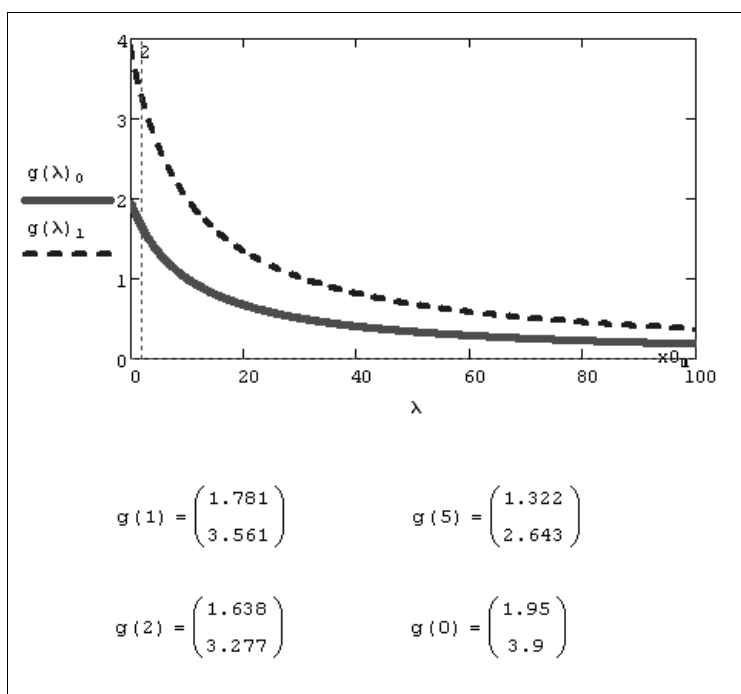 4
2
3
g(λ)₀
2
g(λ)₁
1
0
x0
0 20 40 60 80 100
λ
g(1) = (1.781 3.561) g(5) = (1.322 2.643)
g(2) = (1.638 3.277) g(0) = (1.95 3.9)